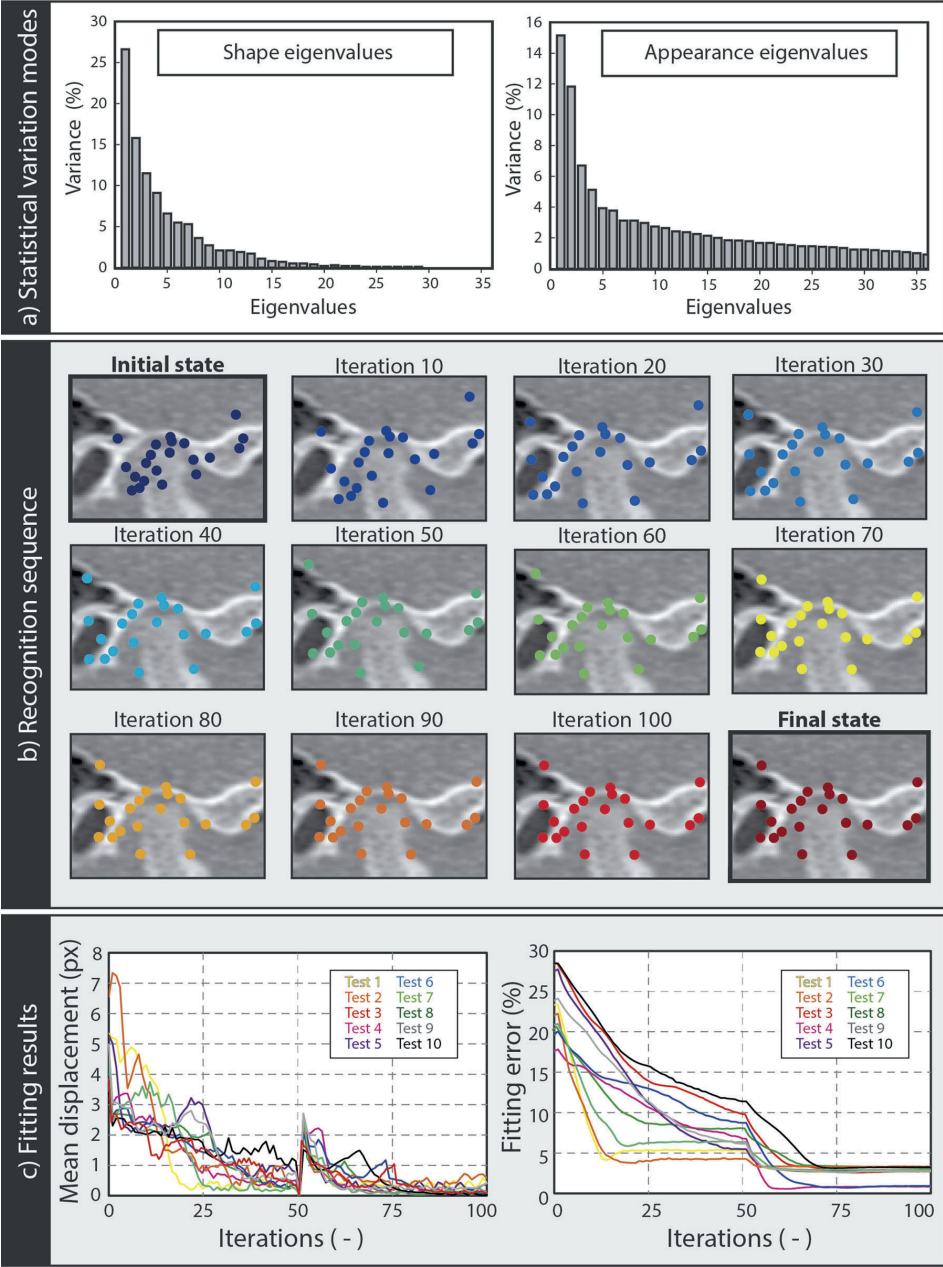 a) Statistical variation modes
30
25
20
15
10
5
0
Variance (%)
Shape eigenvalues
0 5 10 15 20 25 30 35
Eigenvalues
16
14
12
10
8
6
4
2
0
Variance (%)
Appearance eigenvalues
0 5 10 15 20 25 30 35
Eigenvalues
b) Recognition sequence
Initial state Iteration 10 Iteration 20 Iteration 30
Iteration 40 Iteration 50 Iteration 60 Iteration 70
Iteration 80 Iteration 90 Iteration 100 Final state
c) Fitting results
8
7
6
5
4
3
2
1
0
Mean displacement (px)
Test 1 Test 6
Test 2 Test 7
Test 3 Test 8
Test 4 Test 9
Test 5 Test 10
0 25 50 75 100
Iterations ( - )
30
25
20
15
10
5
0
Fitting error (%)
Test 1 Test 6
Test 2 Test 7
Test 3 Test 8
Test 4 Test 9
Test 5 Test 10
0 25 50 75 100
Iterations ( - )